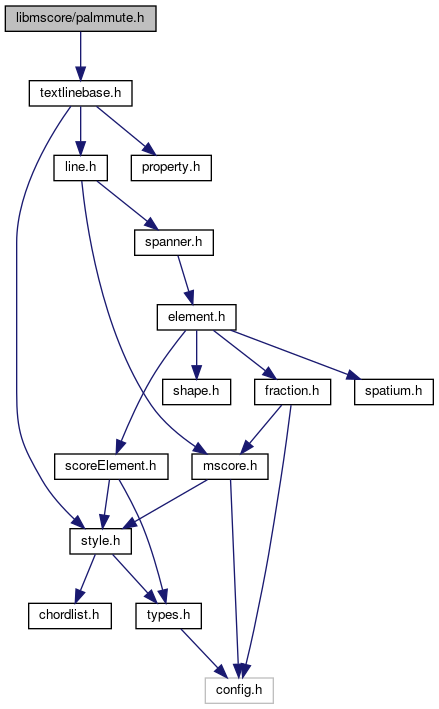 libmscore/palmmute.h
textlinebase.h
line.h
property.h
spanner.h
element.h
shape.h
fraction.h
spatium.h
scoreElement.h
mscore.h
style.h
chordlist.h
types.h
config.h